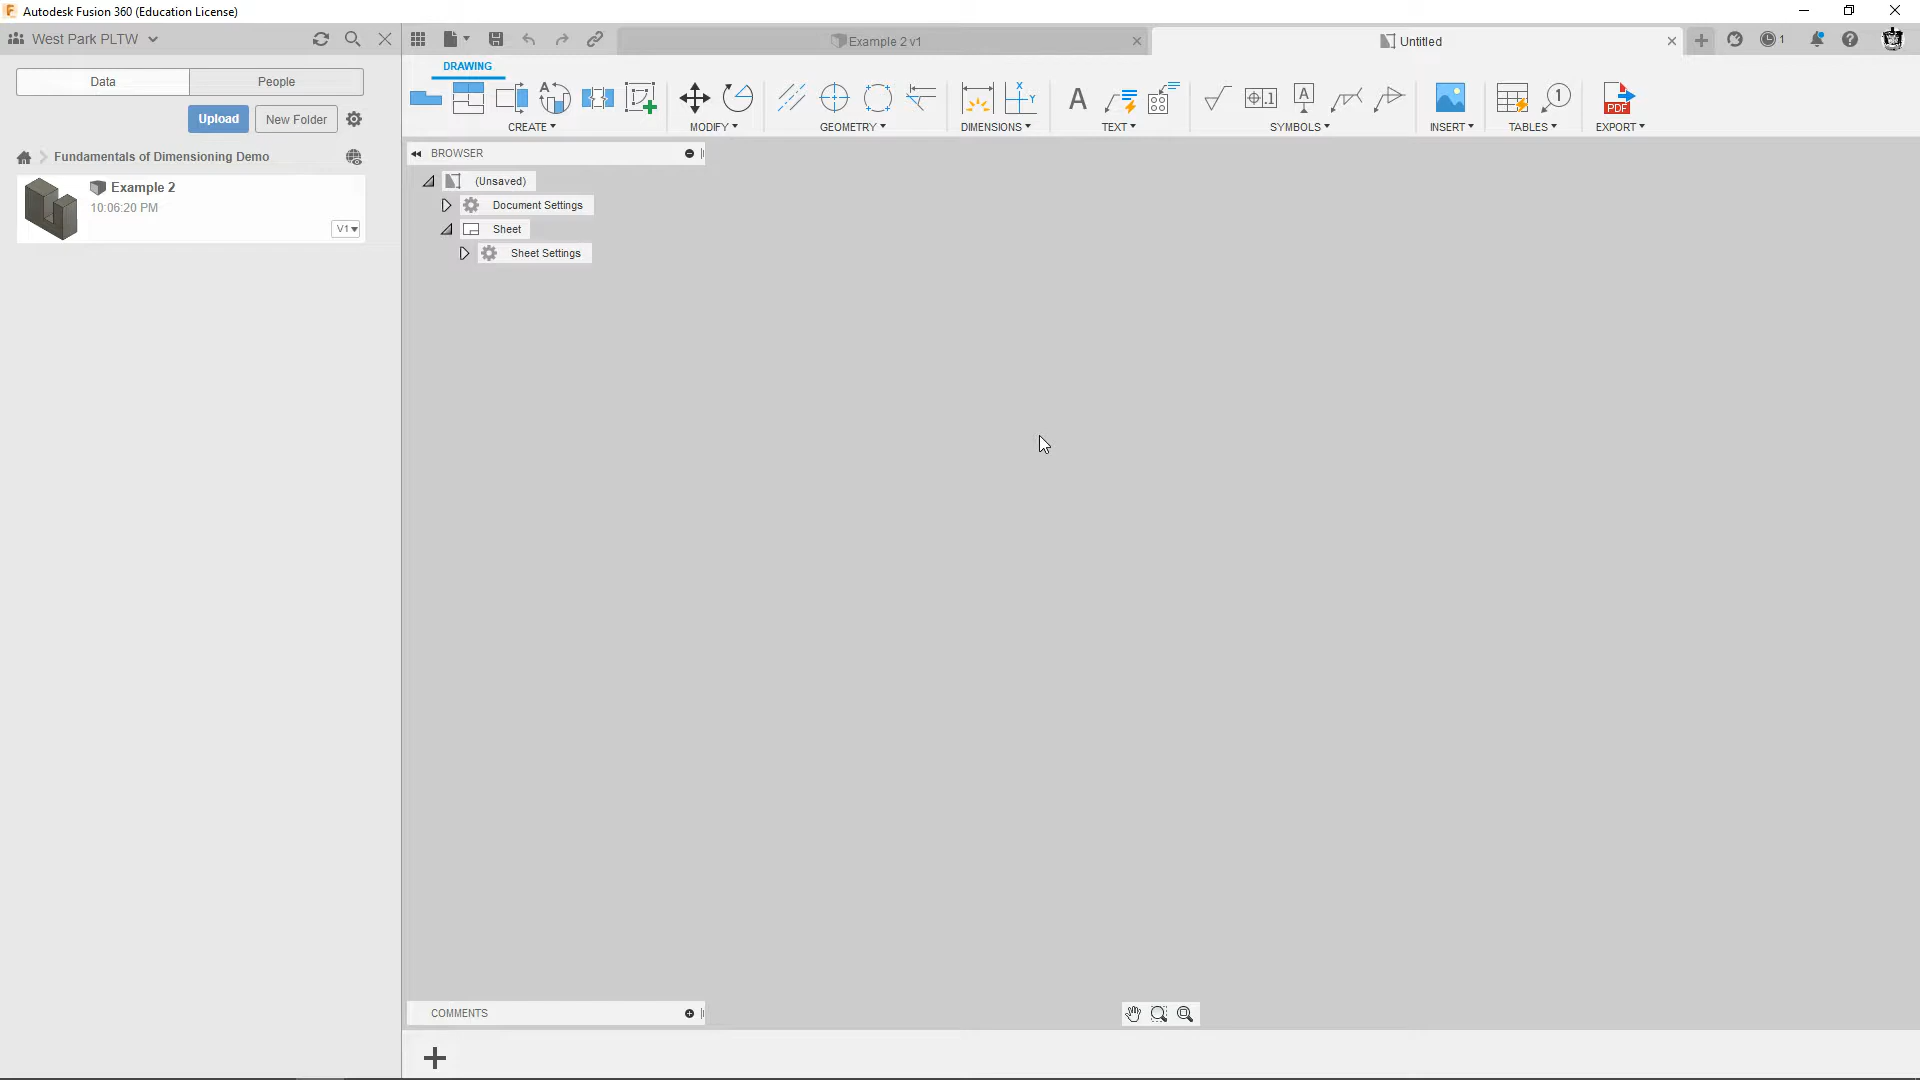 Autodesk Fusion 360 (Education License)
West Park PLTW
Example 2 v1
Untitled
1
Data
People
DRAWING
Upload
New Folder
PDF
CREATE
MODIFY
GEOMETRY
DIMENSIONS
TEXT
SYMBOLS
INSERT
TABLES
EXPORT
Fundamentals of Dimensioning Demo
BROWSER
Example 2
10:06:20 PM
V1
(Unsaved)
Document Settings
Sheet
Sheet Settings
COMMENTS